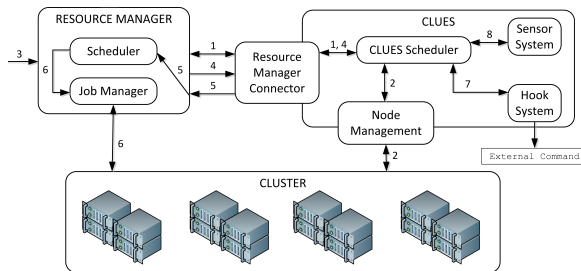 RESOURCE MANAGER
CLUES
3
Scheduler
6
Job Manager
5
1
4
5
Resource
Manager
Connector
1, 4
CLUES Scheduler
8
Sensor
System
2
7
Hook
System
Node
Management
6
2
External Command
CLUSTER